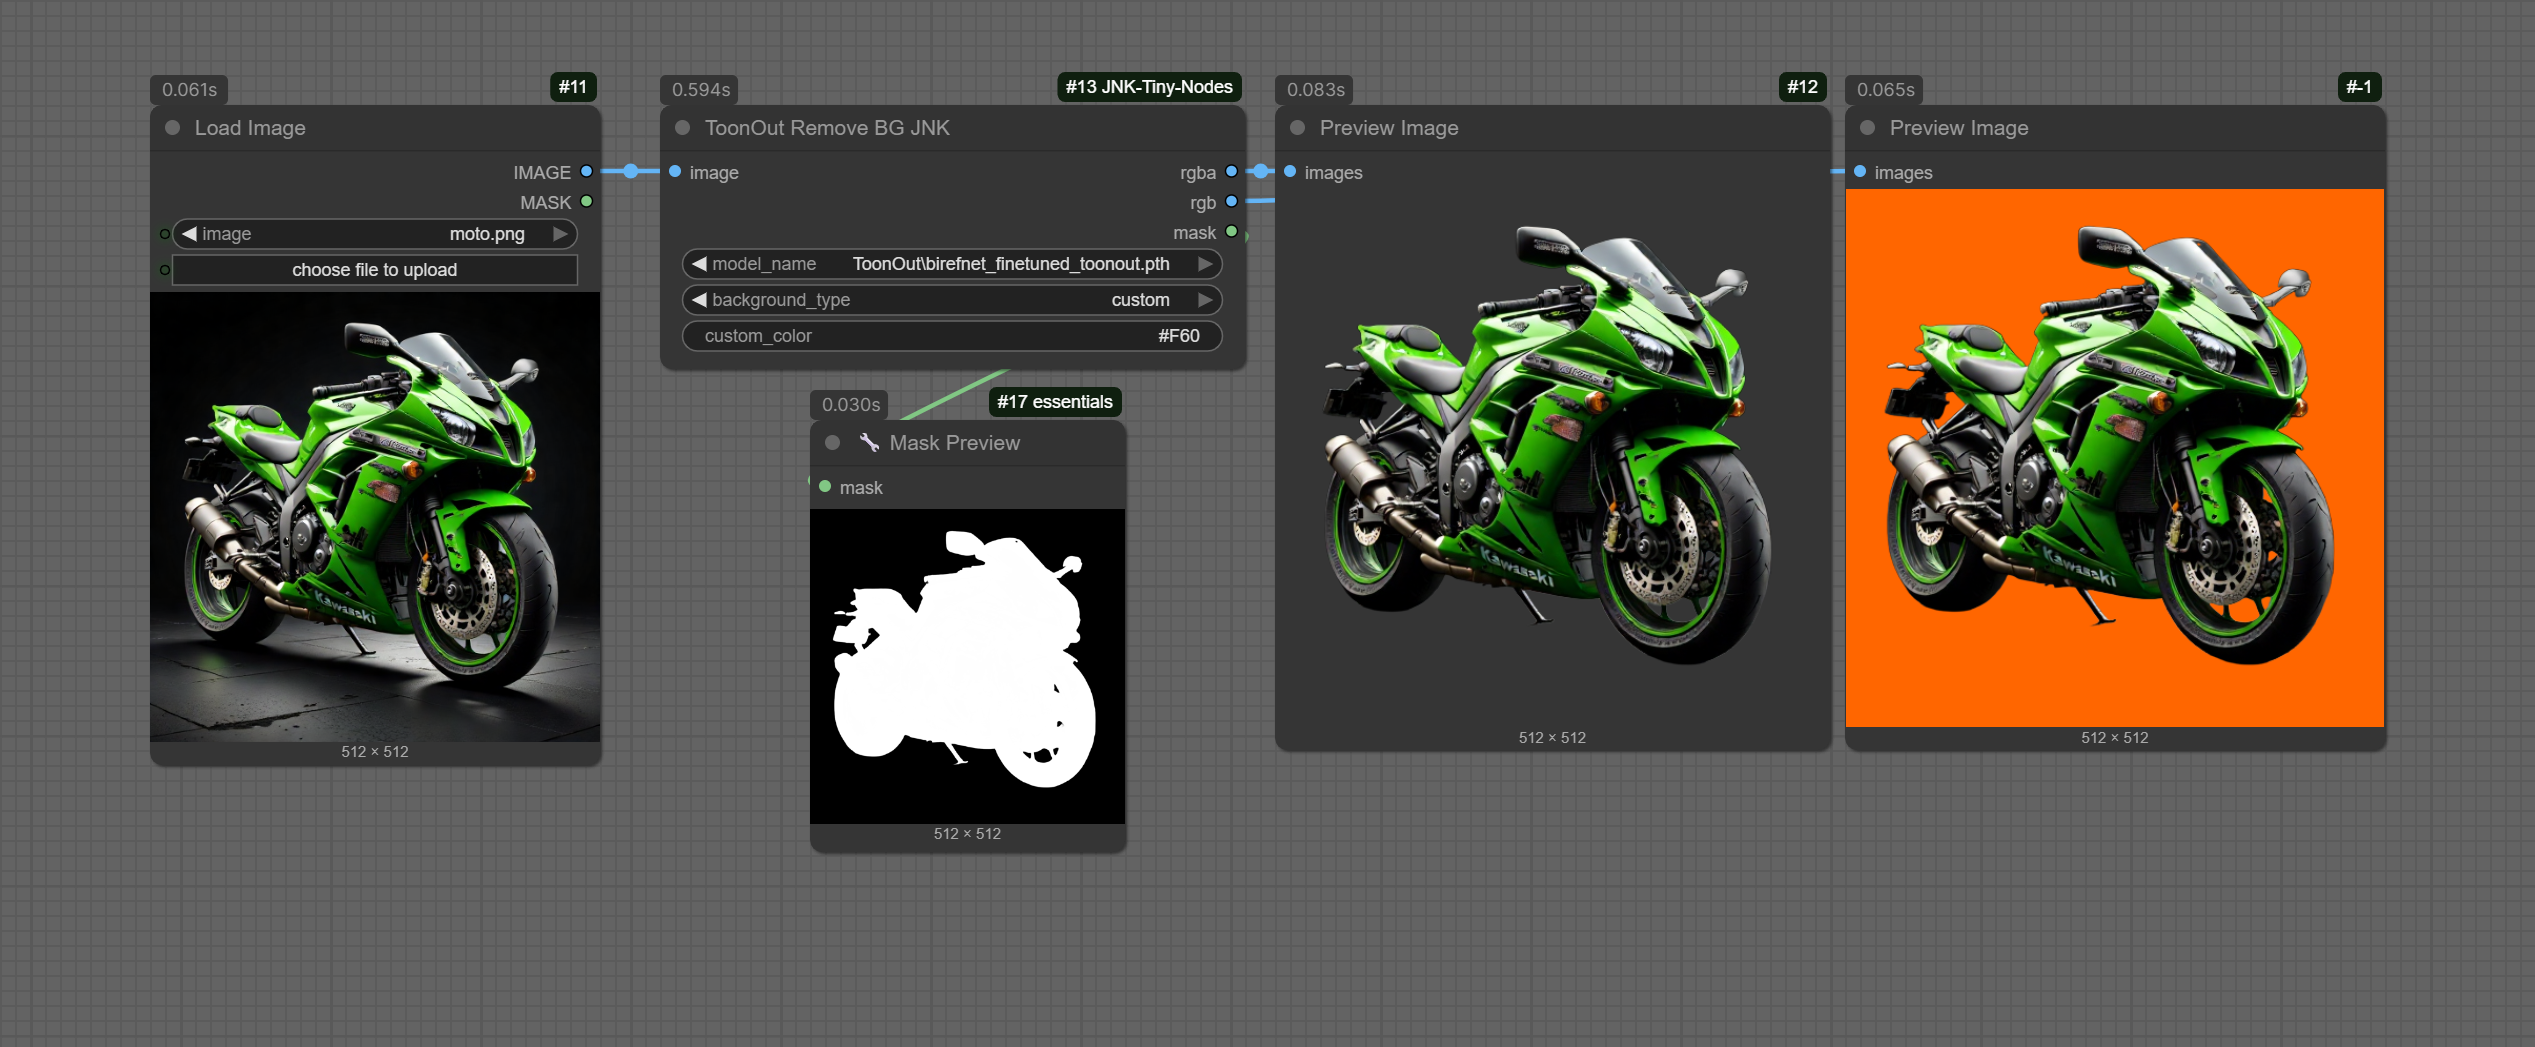 0.061s
#11
Load Image
IMAGE
MASK
image moto.png
choose file to upload
Kawasaki
512 × 512
0.594s
#13 JNK-Tiny-Nodes
ToonOut Remove BG JNK
image
rgba
rgb
mask
model_name ToonOut\birefnet_finetuned_toonout.pth
background_type custom
custom_color #F60
0.030s
#17 essentials
Mask Preview
mask
512 × 512
0.083s
#12
Preview Image
images
Kawasaki
512 × 512
0.065s
#-1
Preview Image
images
Kawasaki
512 × 512